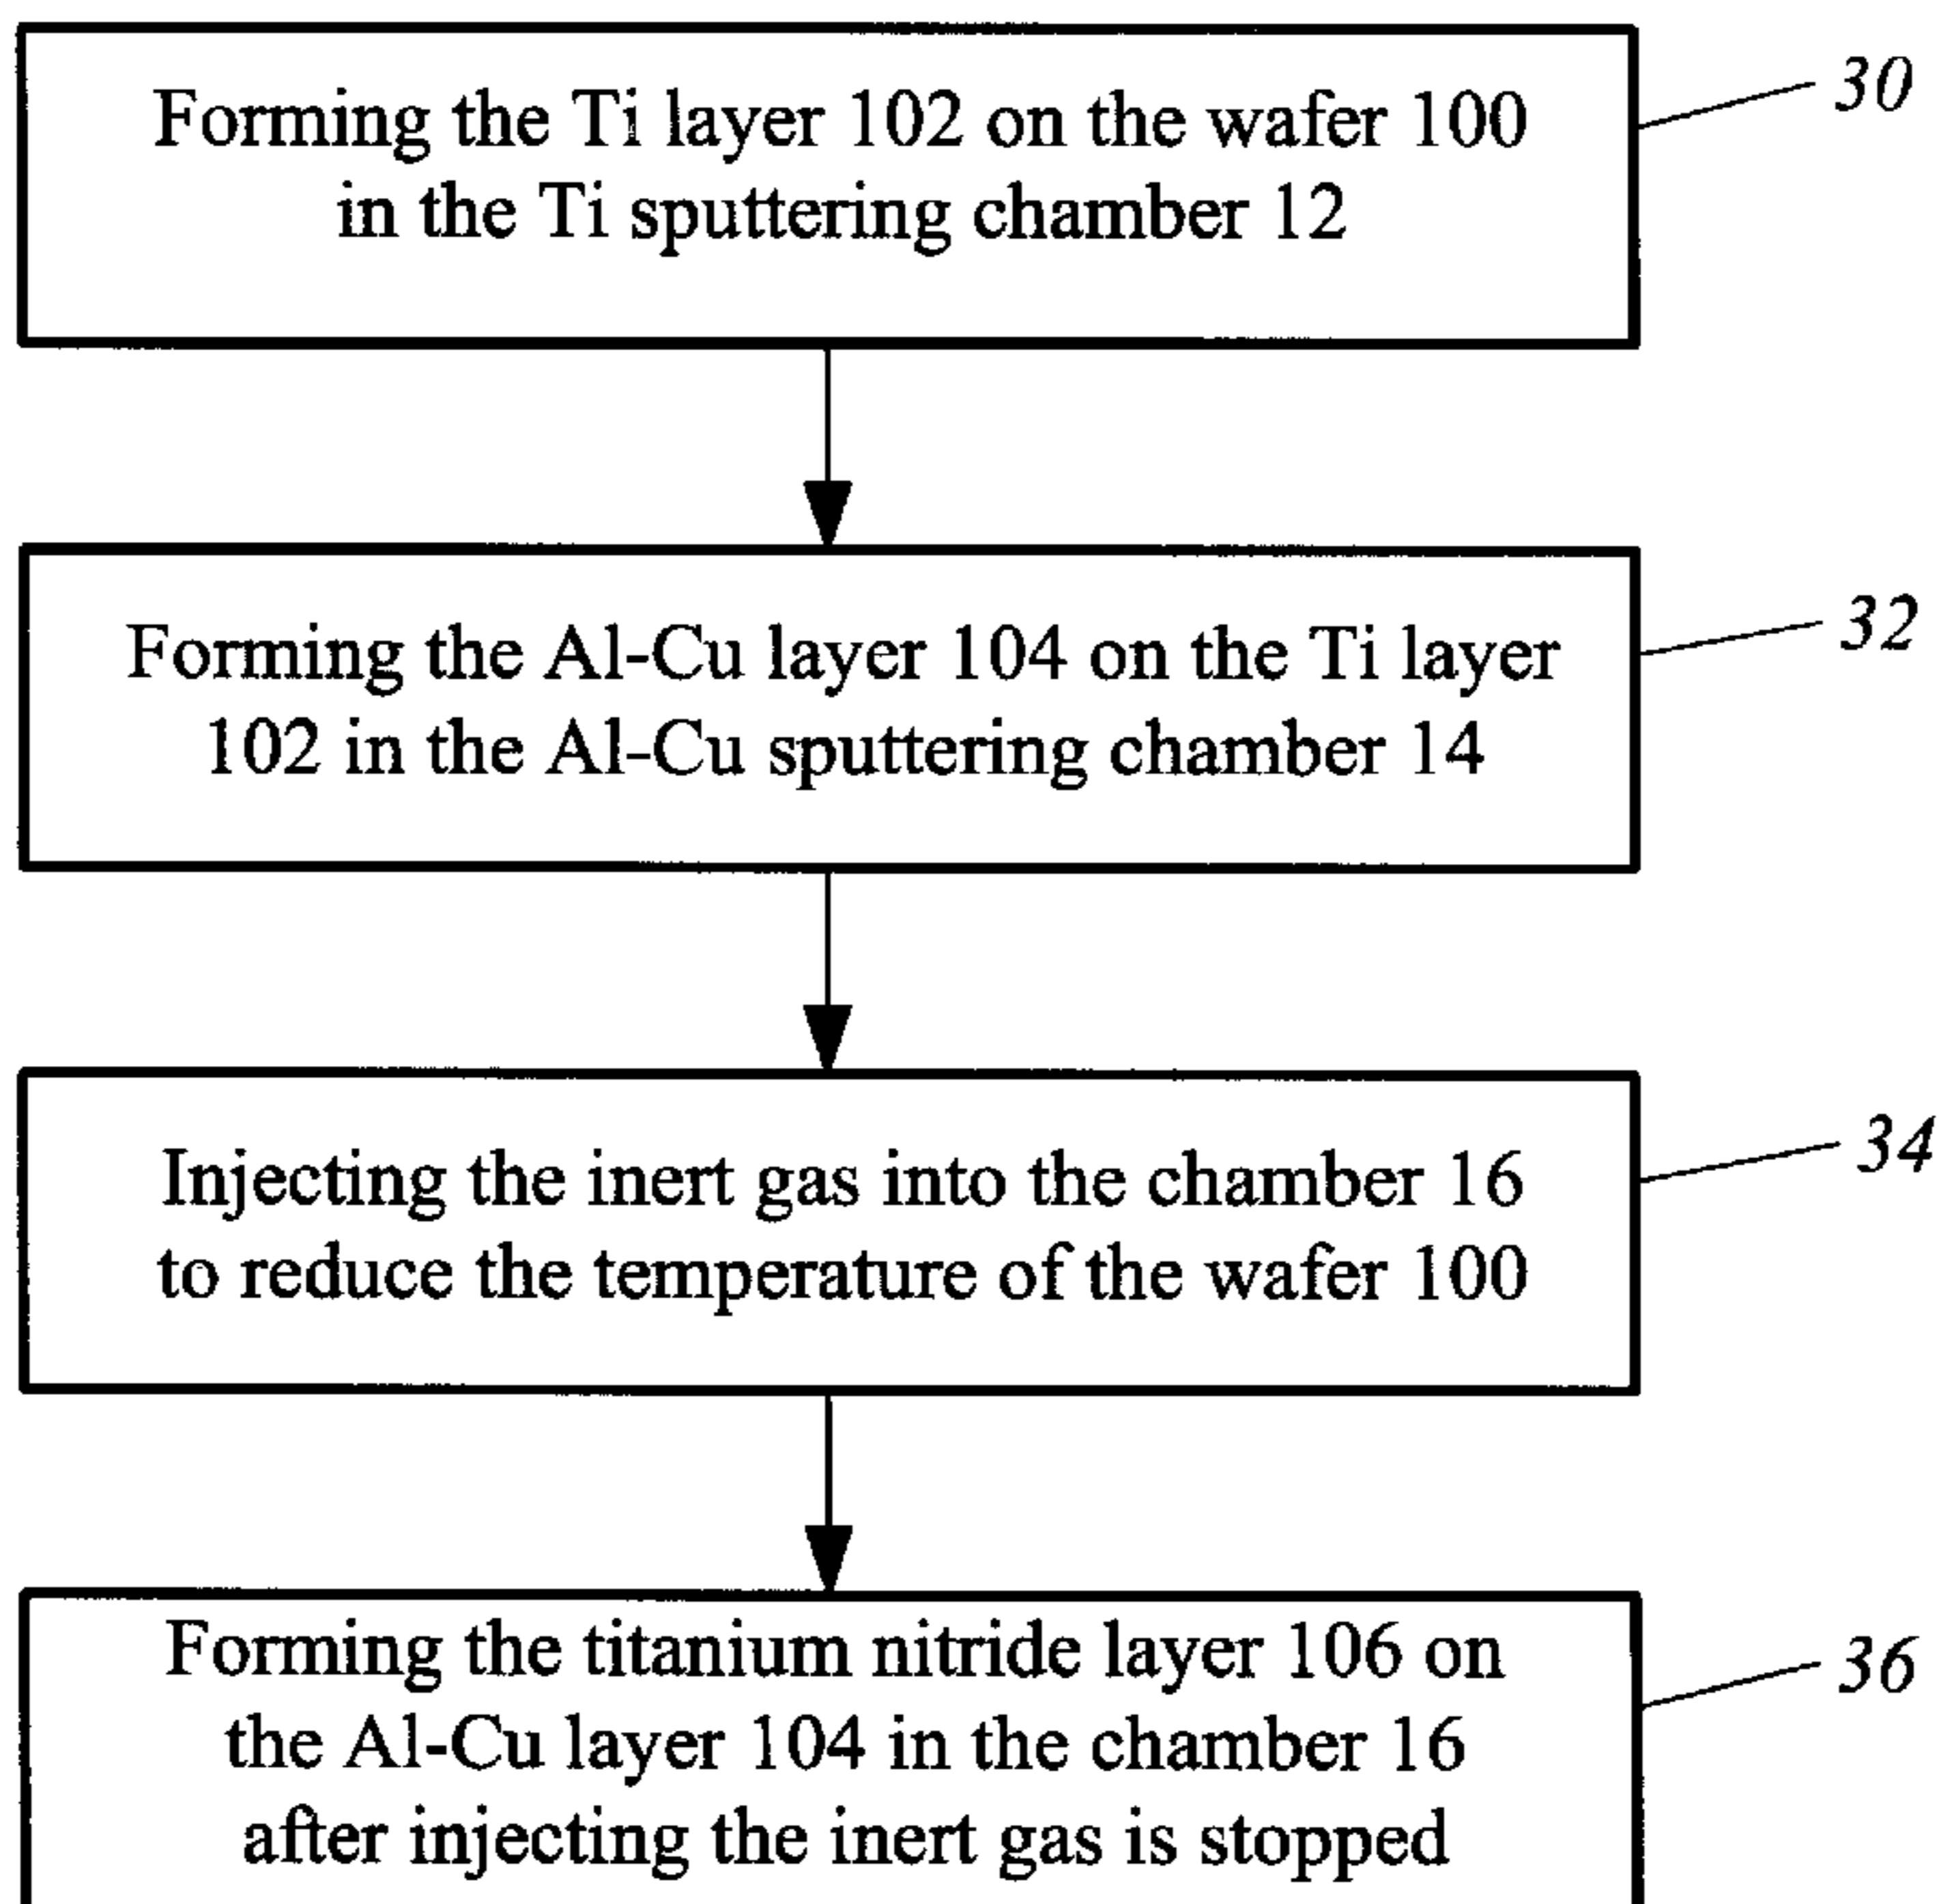 Forming the Ti layer 102 on the wafer 100
in the Ti sputtering chamber 12
30
Forming the Al-Cu layer 104 on the Ti layer
102 in the Al-Cu sputtering chamber 14
32
Injecting the inert gas into the chamber 16
to reduce the temperature of the wafer 100
34
Forming the titanium nitride layer 106 on
the Al-Cu layer 104 in the chamber 16
after injecting the inert gas is stopped
36